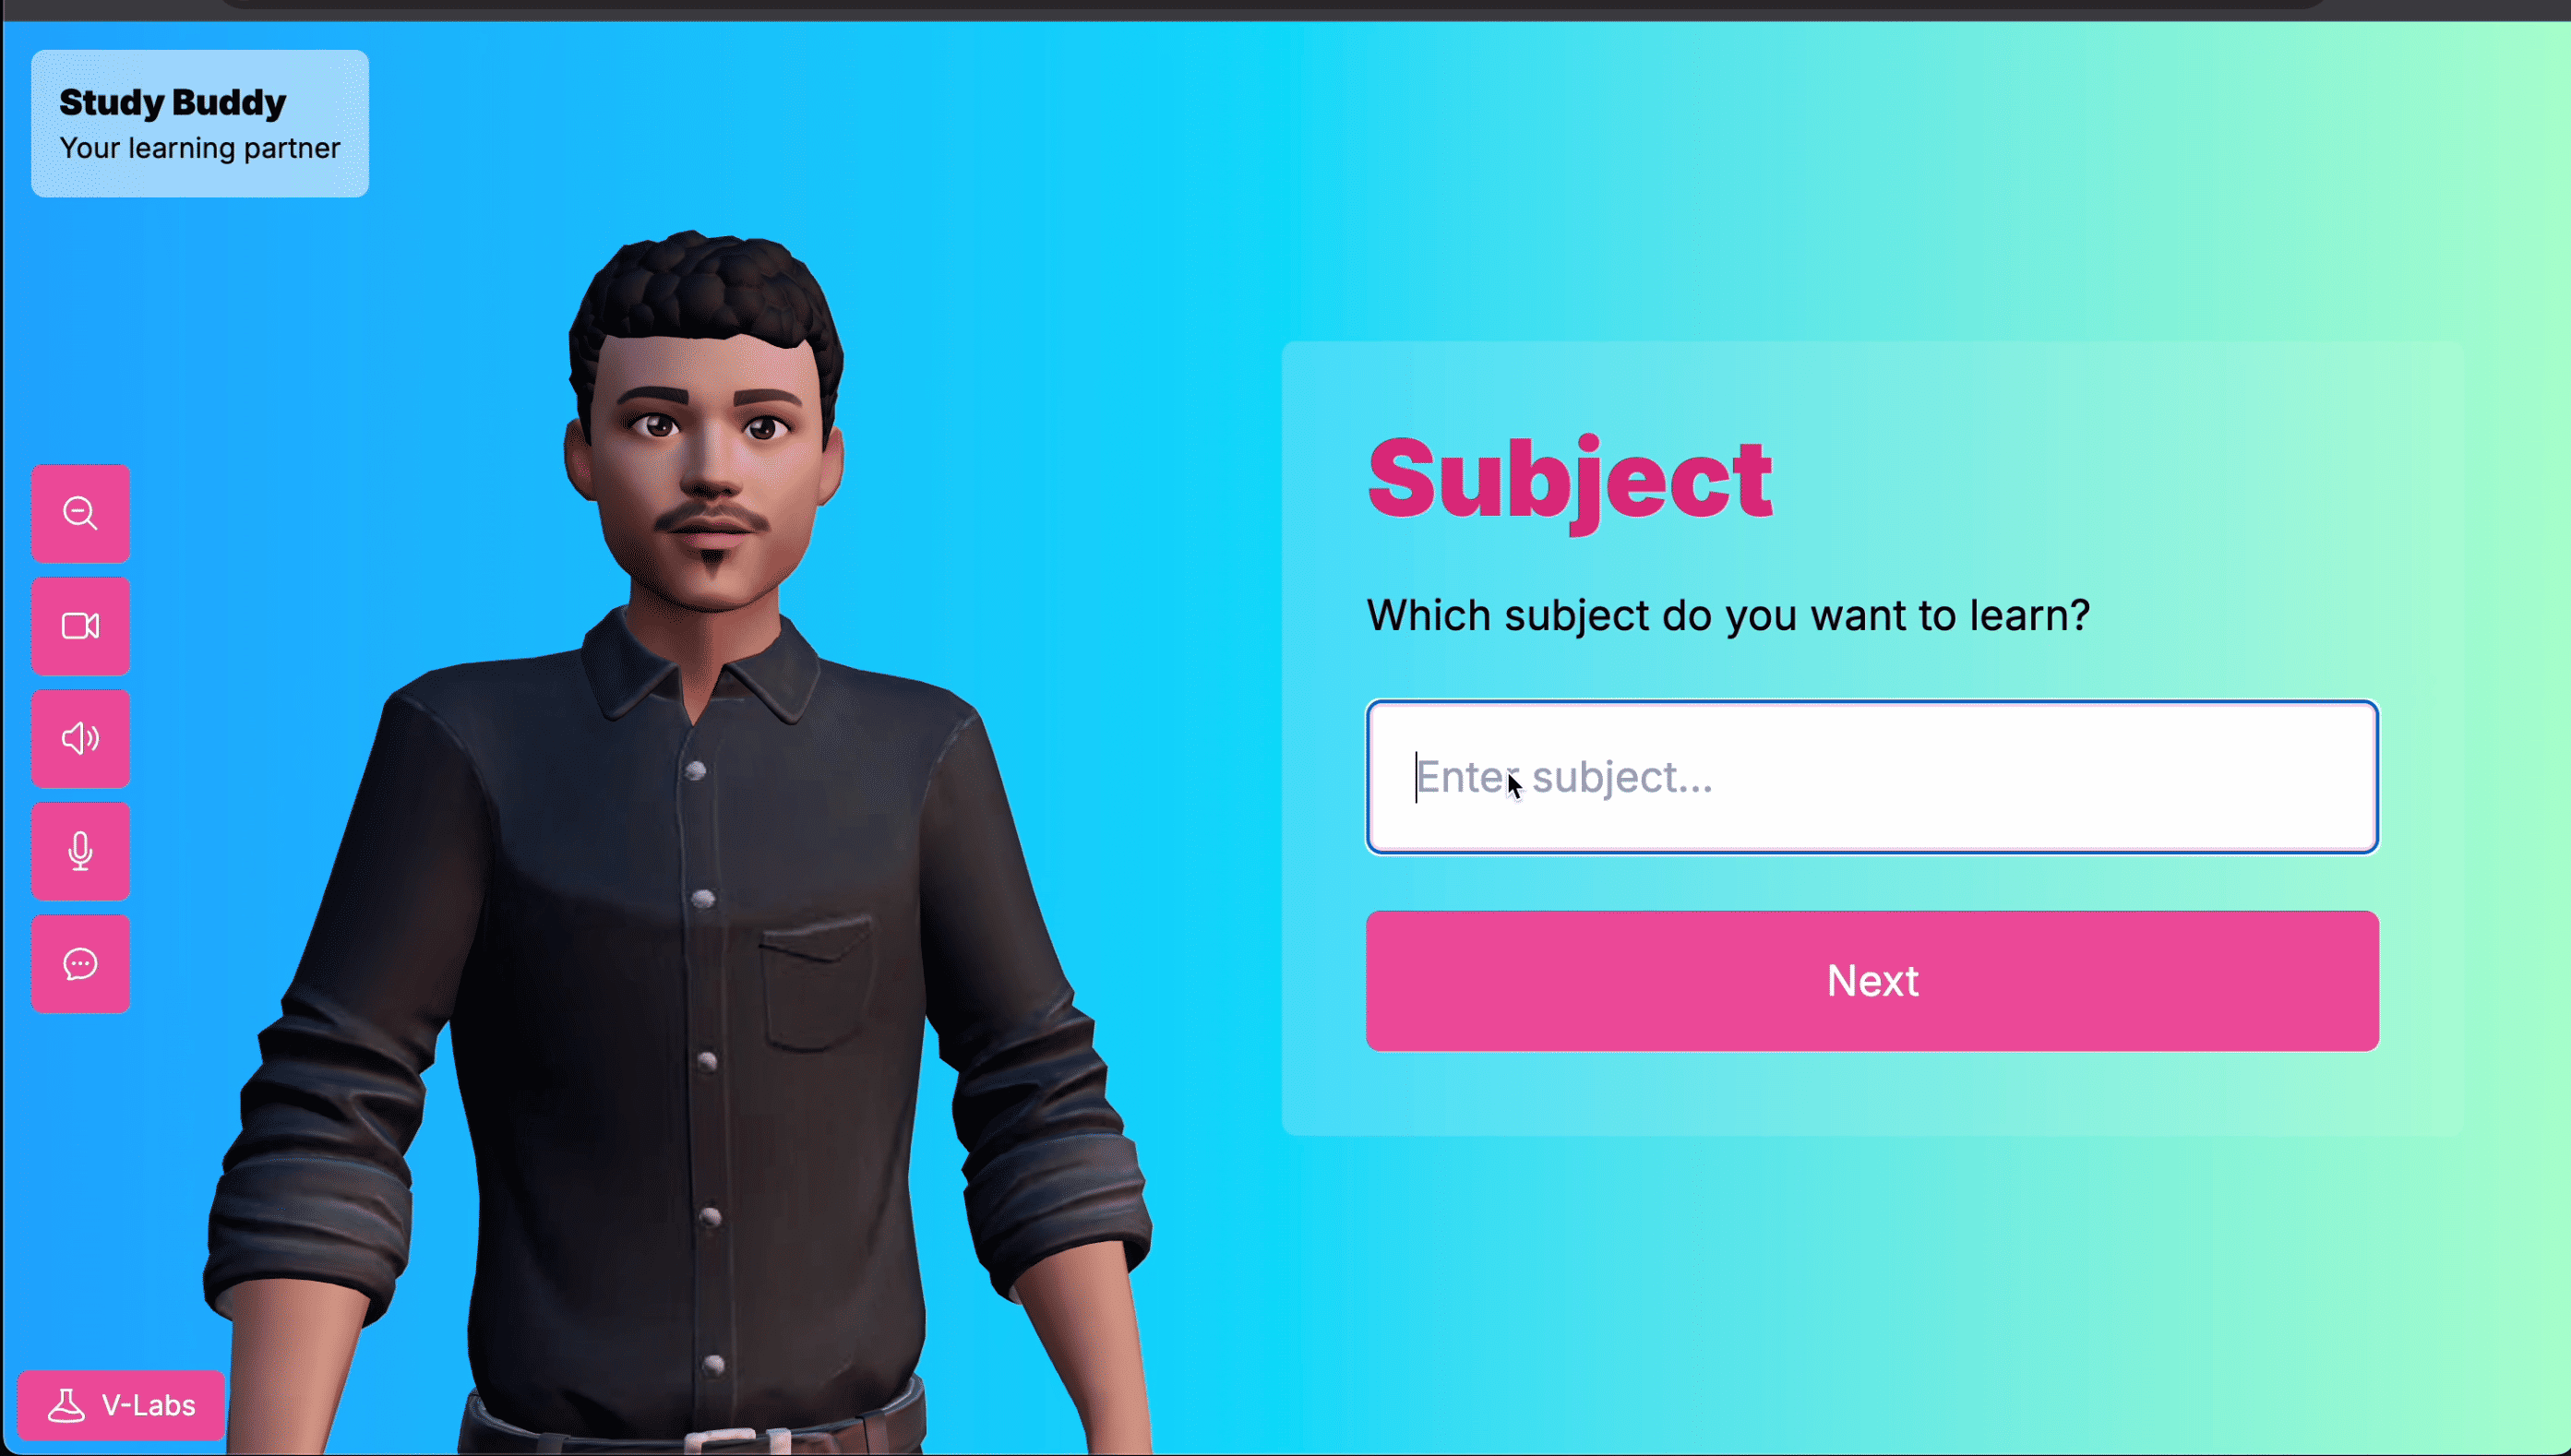 Study Buddy
Your learning partner
Subject
Which subject do you want to learn?
Enter subject...
Next
V-Labs